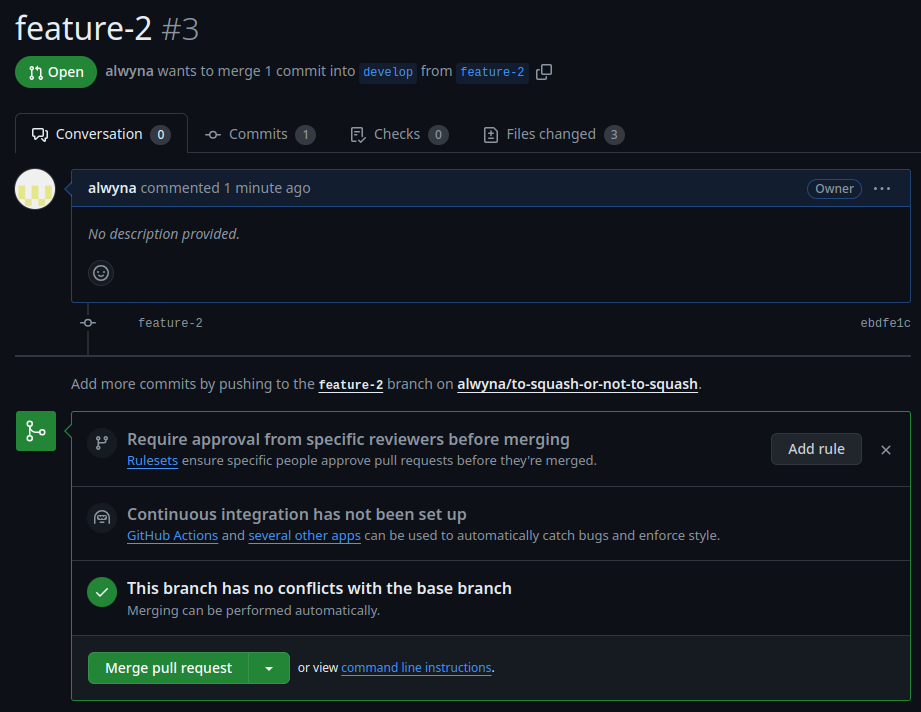 feature-2 #3
Open alwyna wants to merge 1 commit into develop from feature-2
Conversation 0 Commits 1 Checks 0 Files changed 3
alwyna commented 1 minute ago Owner
No description provided.
feature-2 ebdfe1c
Add more commits by pushing to the feature-2 branch on alwyna/to-squash-or-not-to-squash.
Require approval from specific reviewers before merging
Rulesets ensure specific people approve pull requests before they're merged.
Add rule
Continuous integration has not been set up
GitHub Actions and several other apps can be used to automatically catch bugs and enforce style.
This branch has no conflicts with the base branch
Merging can be performed automatically.
Merge pull request or view command line instructions.